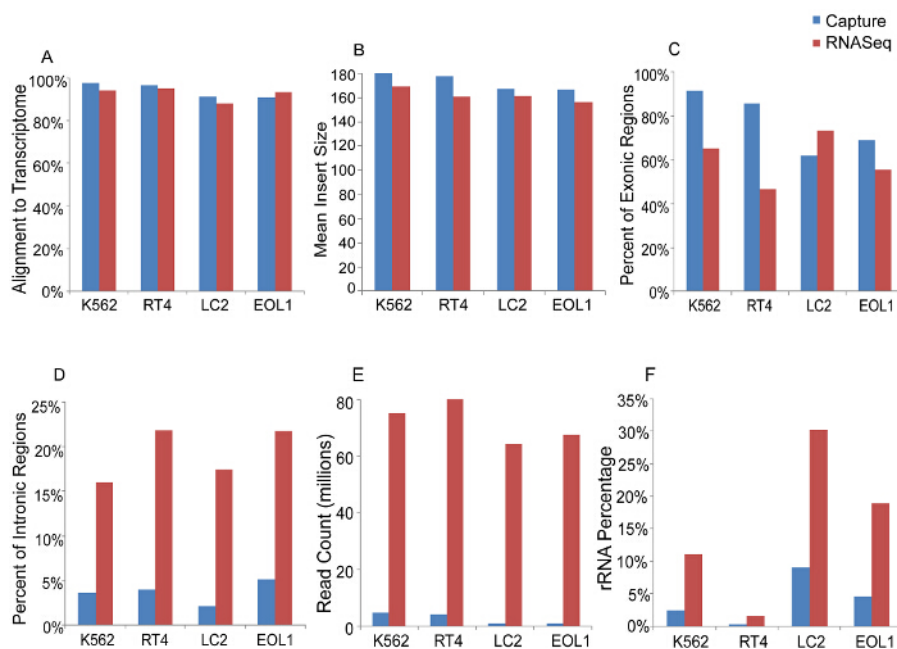 Capture
RNASeq
A
Alignment to Transcriptome
100%
80%
60%
40%
20%
0%
K562 RT4 LC2 EOL1
B
Mean Insert Size
180
160
140
120
100
80
60
40
20
0
K562 RT4 LC2 EOL1
C
Percent of Exonic Regions
100%
80%
60%
40%
20%
0%
K562 RT4 LC2 EOL1
D
Percent of Intronic Regions
25%
20%
15%
10%
5%
0%
K562 RT4 LC2 EOL1
E
Read Count (millions)
80
60
40
20
0
K562 RT4 LC2 EOL1
F
rRNA Percentage
35%
30%
25%
20%
15%
10%
5%
0%
K562 RT4 LC2 EOL1